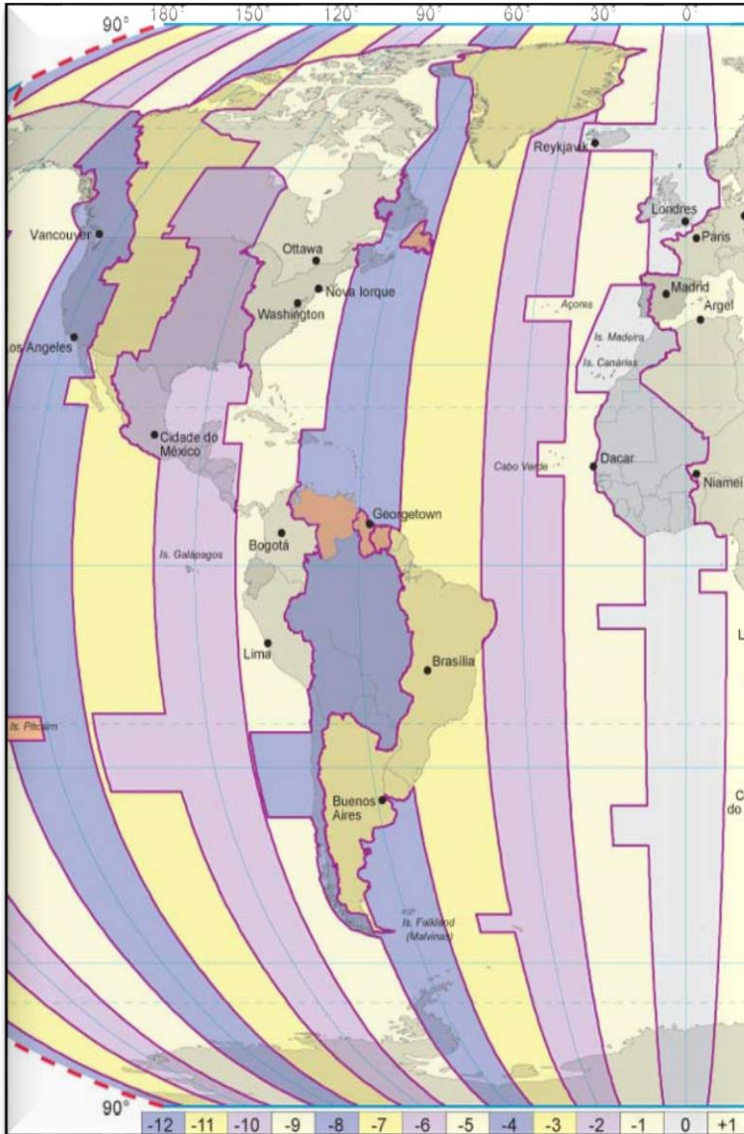 180° 150° 120° 90° 60° 30° 0°
90°
Reykjavik
Londres
Vancouver
Paris
Ottawa
Nova Iorque
Madrid
Washington
Açores
Argel
Is. Madeira
os Angeles
Is. Canárias
Cidade do
México
Cabo Verde
Dacar
Niamei
Georgetown
Bogotá
Is. Galápagos
L
Lima
Brasília
Is. Pitcairn
Buenos
Aires
C
do
Is. Falkland
(Malvinas)
90°
-12 -11 -10 -9 -8 -7 -6 -5 -4 -3 -2 -1 0 +1